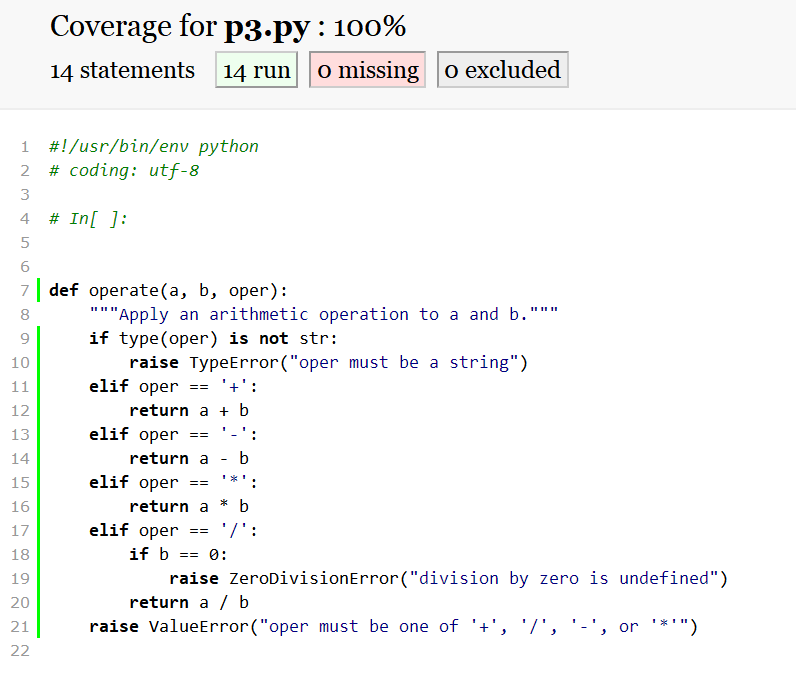 Coverage for p3.py : 100%
14 statements 14 run 0 missing 0 excluded
1 #!/usr/bin/env python
2 # coding: utf-8
3
4 # In[ ]:
5
6
7 def operate(a, b, oper):
8     """Apply an arithmetic operation to a and b."""
9     if type(oper) is not str:
10         raise TypeError("oper must be a string")
11     elif oper == '+':
12         return a + b
13     elif oper == '-':
14         return a - b
15     elif oper == '*':
16         return a * b
17     elif oper == '/':
18         if b == 0:
19             raise ZeroDivisionError("division by zero is undefined")
20         return a / b
21     raise ValueError("oper must be one of '+', '/', '-', or '*'")
22